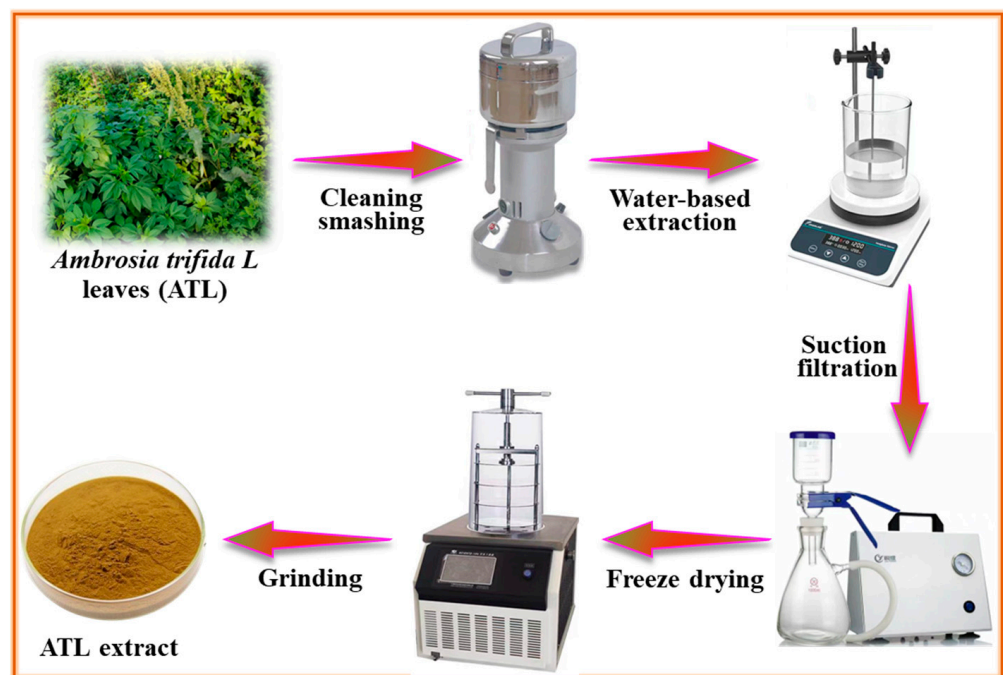 Cleaning
smashing
Water-based
extraction
Ambrosia trifida L
leaves (ATL)
Suction
filtration
Freeze drying
Grinding
ATL extract